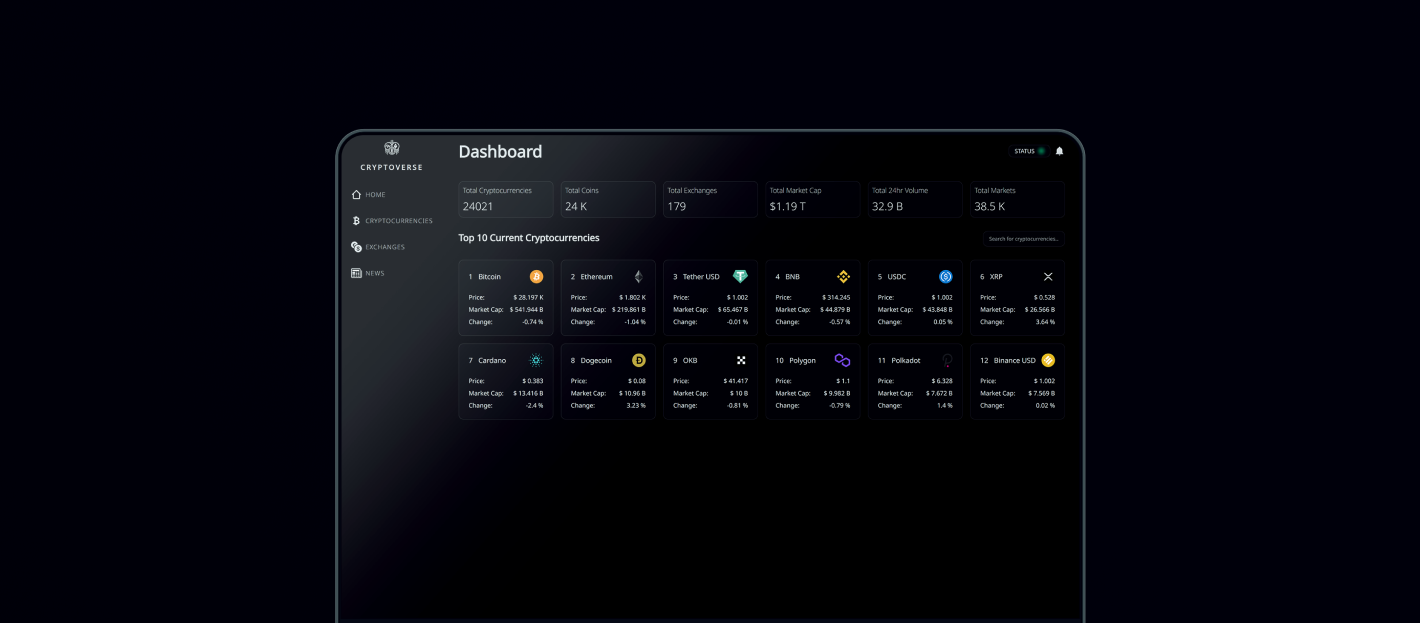 CRYPTOVERSE
HOME
CRYPTOCURRENCIES
EXCHANGES
NEWS
Dashboard
STATUS
Total Cryptocurrencies
24021
Total Coins
24 K
Total Exchanges
179
Total Market Cap
$1.19 T
Total 24hr Volume
32.9 B
Total Markets
38.5 K
Top 10 Current Cryptocurrencies
Search for cryptocurrencies...
1 Bitcoin
Price: $ 28.197 K
Market Cap: $ 541.944 B
Change: -0.74 %
2 Ethereum
Price: $ 1.802 K
Market Cap: $ 219.861 B
Change: -1.04 %
3 Tether USD
Price: $ 1.002
Market Cap: $ 65.467 B
Change: -0.01 %
4 BNB
Price: $ 314.245
Market Cap: $ 44.879 B
Change: -0.57 %
5 USDC
Price: $ 1.002
Market Cap: $ 43.848 B
Change: 0.05 %
6 XRP
Price: $ 0.528
Market Cap: $ 26.566 B
Change: 3.64 %
7 Cardano
Price: $ 0.383
Market Cap: $ 13.416 B
Change: -2.4 %
8 Dogecoin
Price: $ 0.08
Market Cap: $ 10.96 B
Change: 3.23 %
9 OKB
Price: $ 41.417
Market Cap: $ 10 B
Change: -0.81 %
10 Polygon
Price: $ 1.1
Market Cap: $ 9.982 B
Change: -0.79 %
11 Polkadot
Price: $ 6.328
Market Cap: $ 7.672 B
Change: 1.4 %
12 Binance USD
Price: $ 1.002
Market Cap: $ 7.569 B
Change: 0.02 %